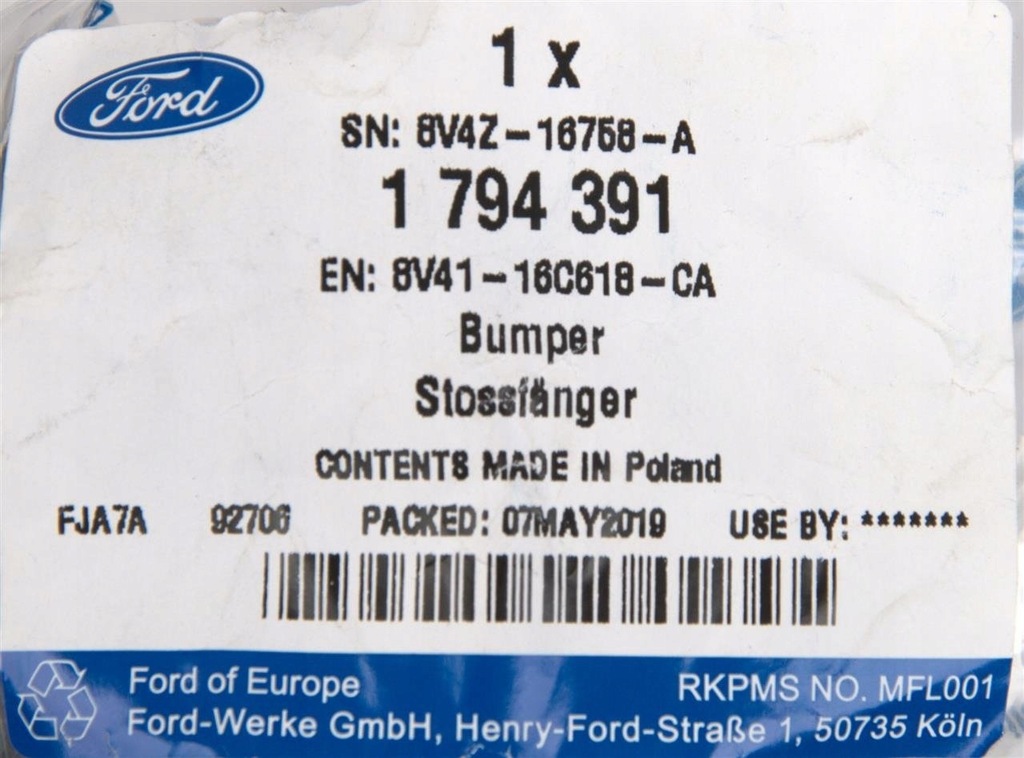 Ford
1 x
SN: 8V4Z-16758-A
1 794 391
EN: 8V41-16C618-CA
Bumper
Stossfänger
CONTENTS MADE IN Poland
FJA7A 92706 PACKED: 07MAY2019 USE BY: *******
Ford of Europe RKPMS NO. MFL001
Ford-Werke GmbH, Henry-Ford-Straße 1, 50735 Köln